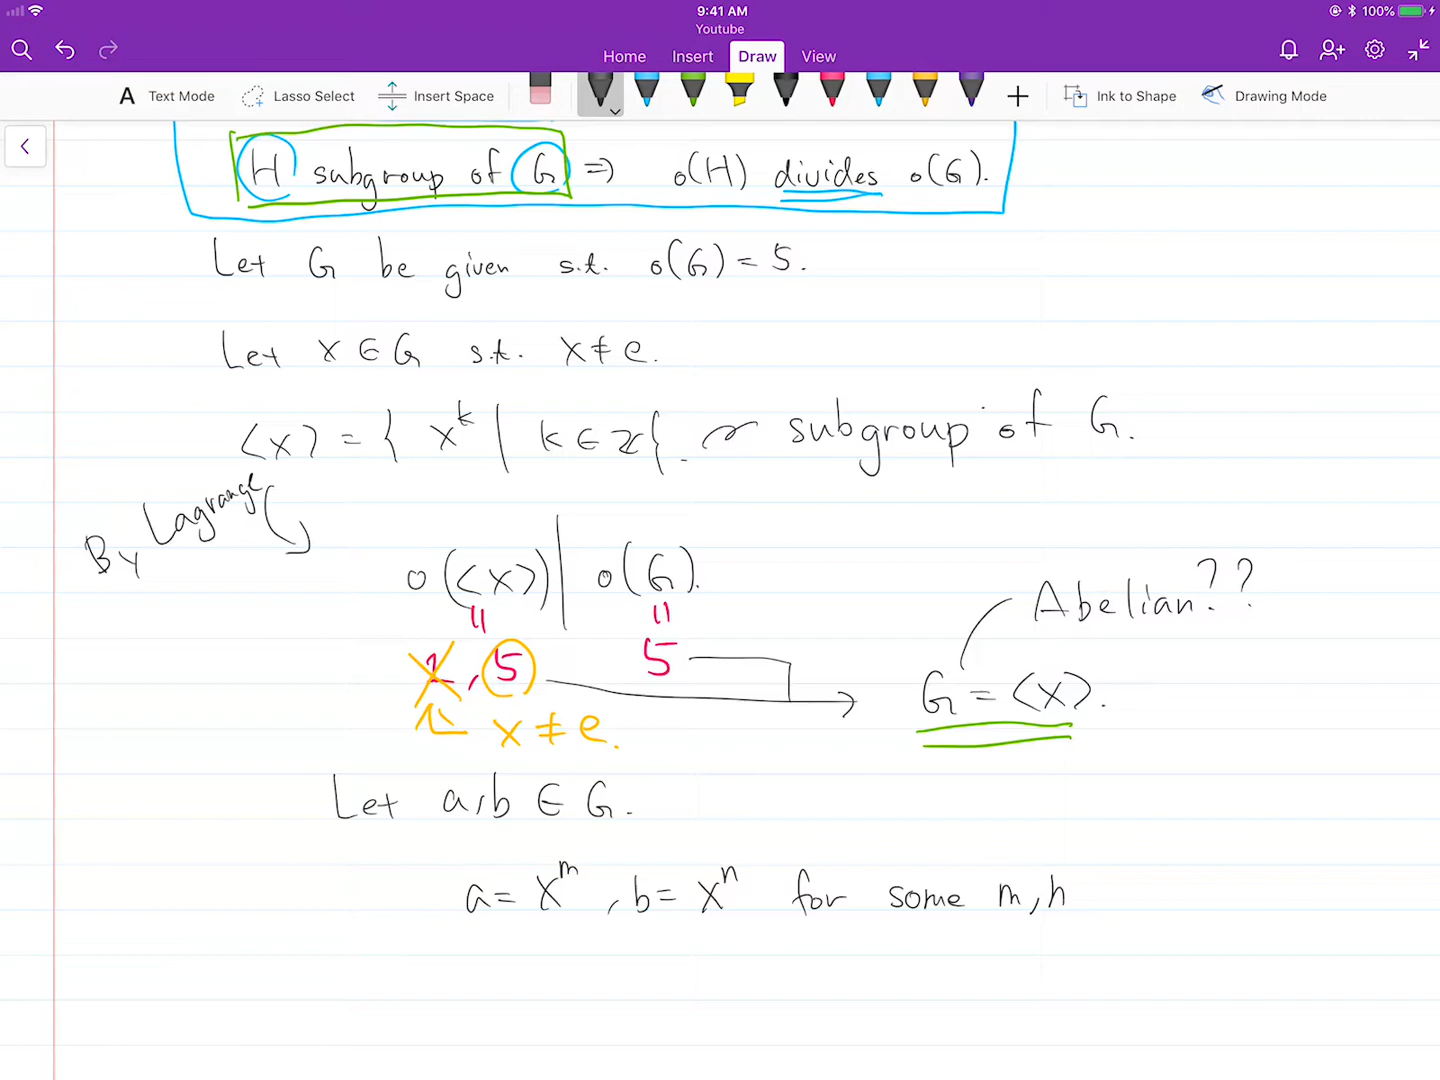 9:41 AM
100%
Youtube
Home Insert Draw View
Text Mode Lasso Select Insert Space Ink to Shape Drawing Mode
H subgroup of G ⇒ o(H) divides o(G).
Let G be given s.t. o(G) = 5.
Let x ∈ G s.t. x ≠ e.
⟨x⟩ = { x^k | k ∈ ℤ }. ~ subgroup of G.
By Lagrange
o(⟨x⟩) | o(G).
Abelian??
= =
1, 5 5
G = ⟨x⟩.
x ≠ e.
Let a, b ∈ G.
a = x^m, b = x^n for some m, n